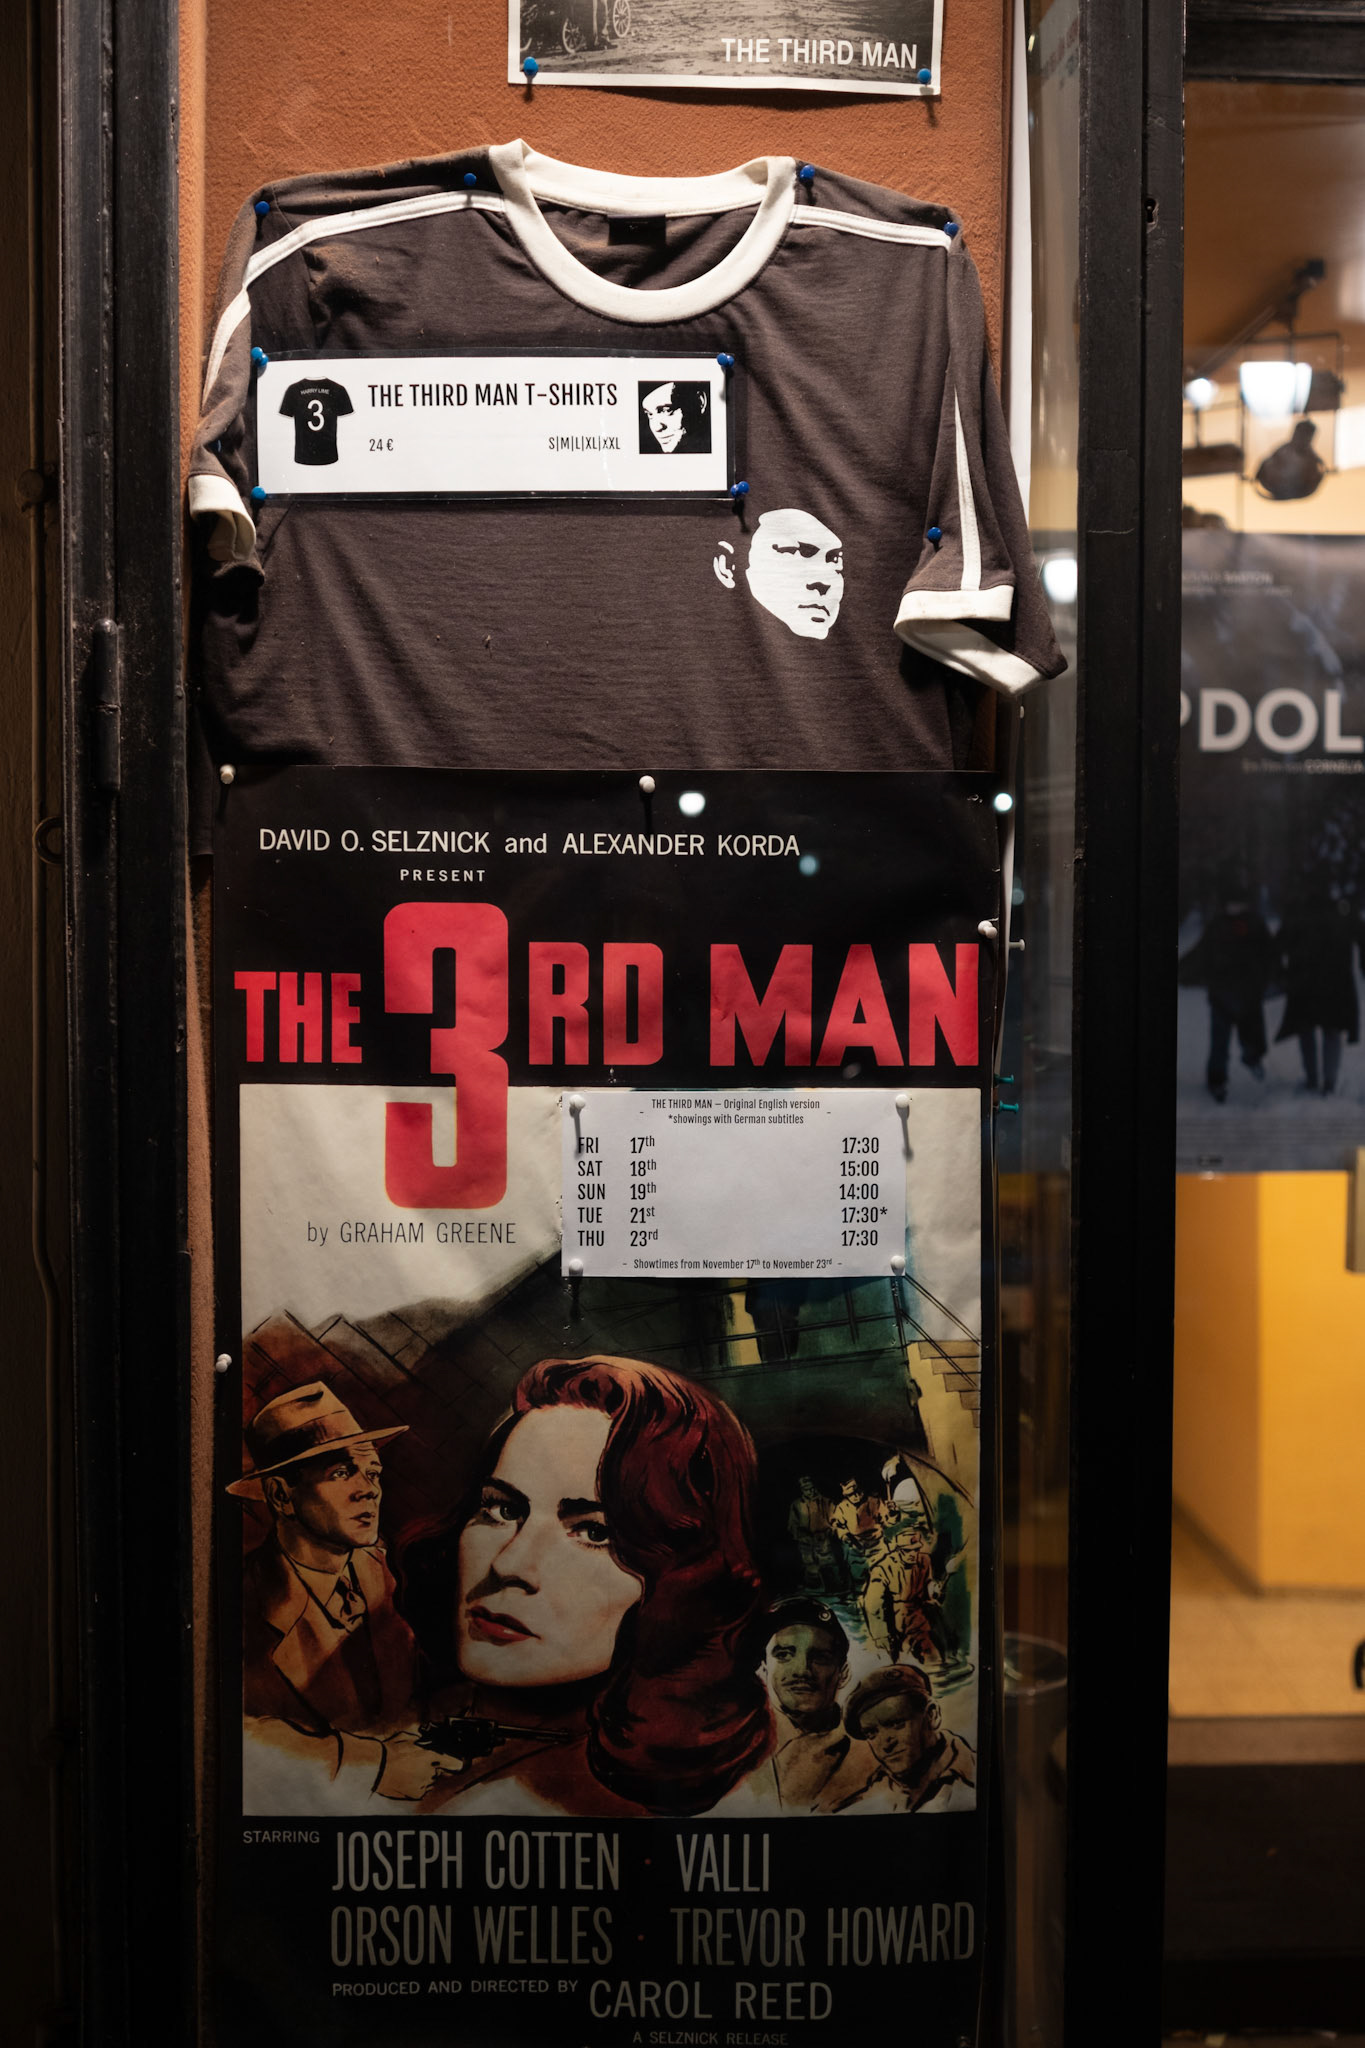 THE THIRD MAN
HARRY LIME
3
THE THIRD MAN T-SHIRTS
24 €
S|M|L|XL|XXL
DAVID O. SELZNICK and ALEXANDER KORDA
PRESENT
THE 3RD MAN
by GRAHAM GREENE
THE THIRD MAN – Original English version
- *showings with German subtitles -
FRI 17th 17:30
SAT 18th 15:00
SUN 19th 14:00
TUE 21st 17:30*
THU 23rd 17:30
- Showtimes from November 17th to November 23rd -
STARRING JOSEPH COTTEN · VALLI
ORSON WELLES · TREVOR HOWARD
PRODUCED AND DIRECTED BY CAROL REED
A SELZNICK RELEASE
PDOL
CORNELIA